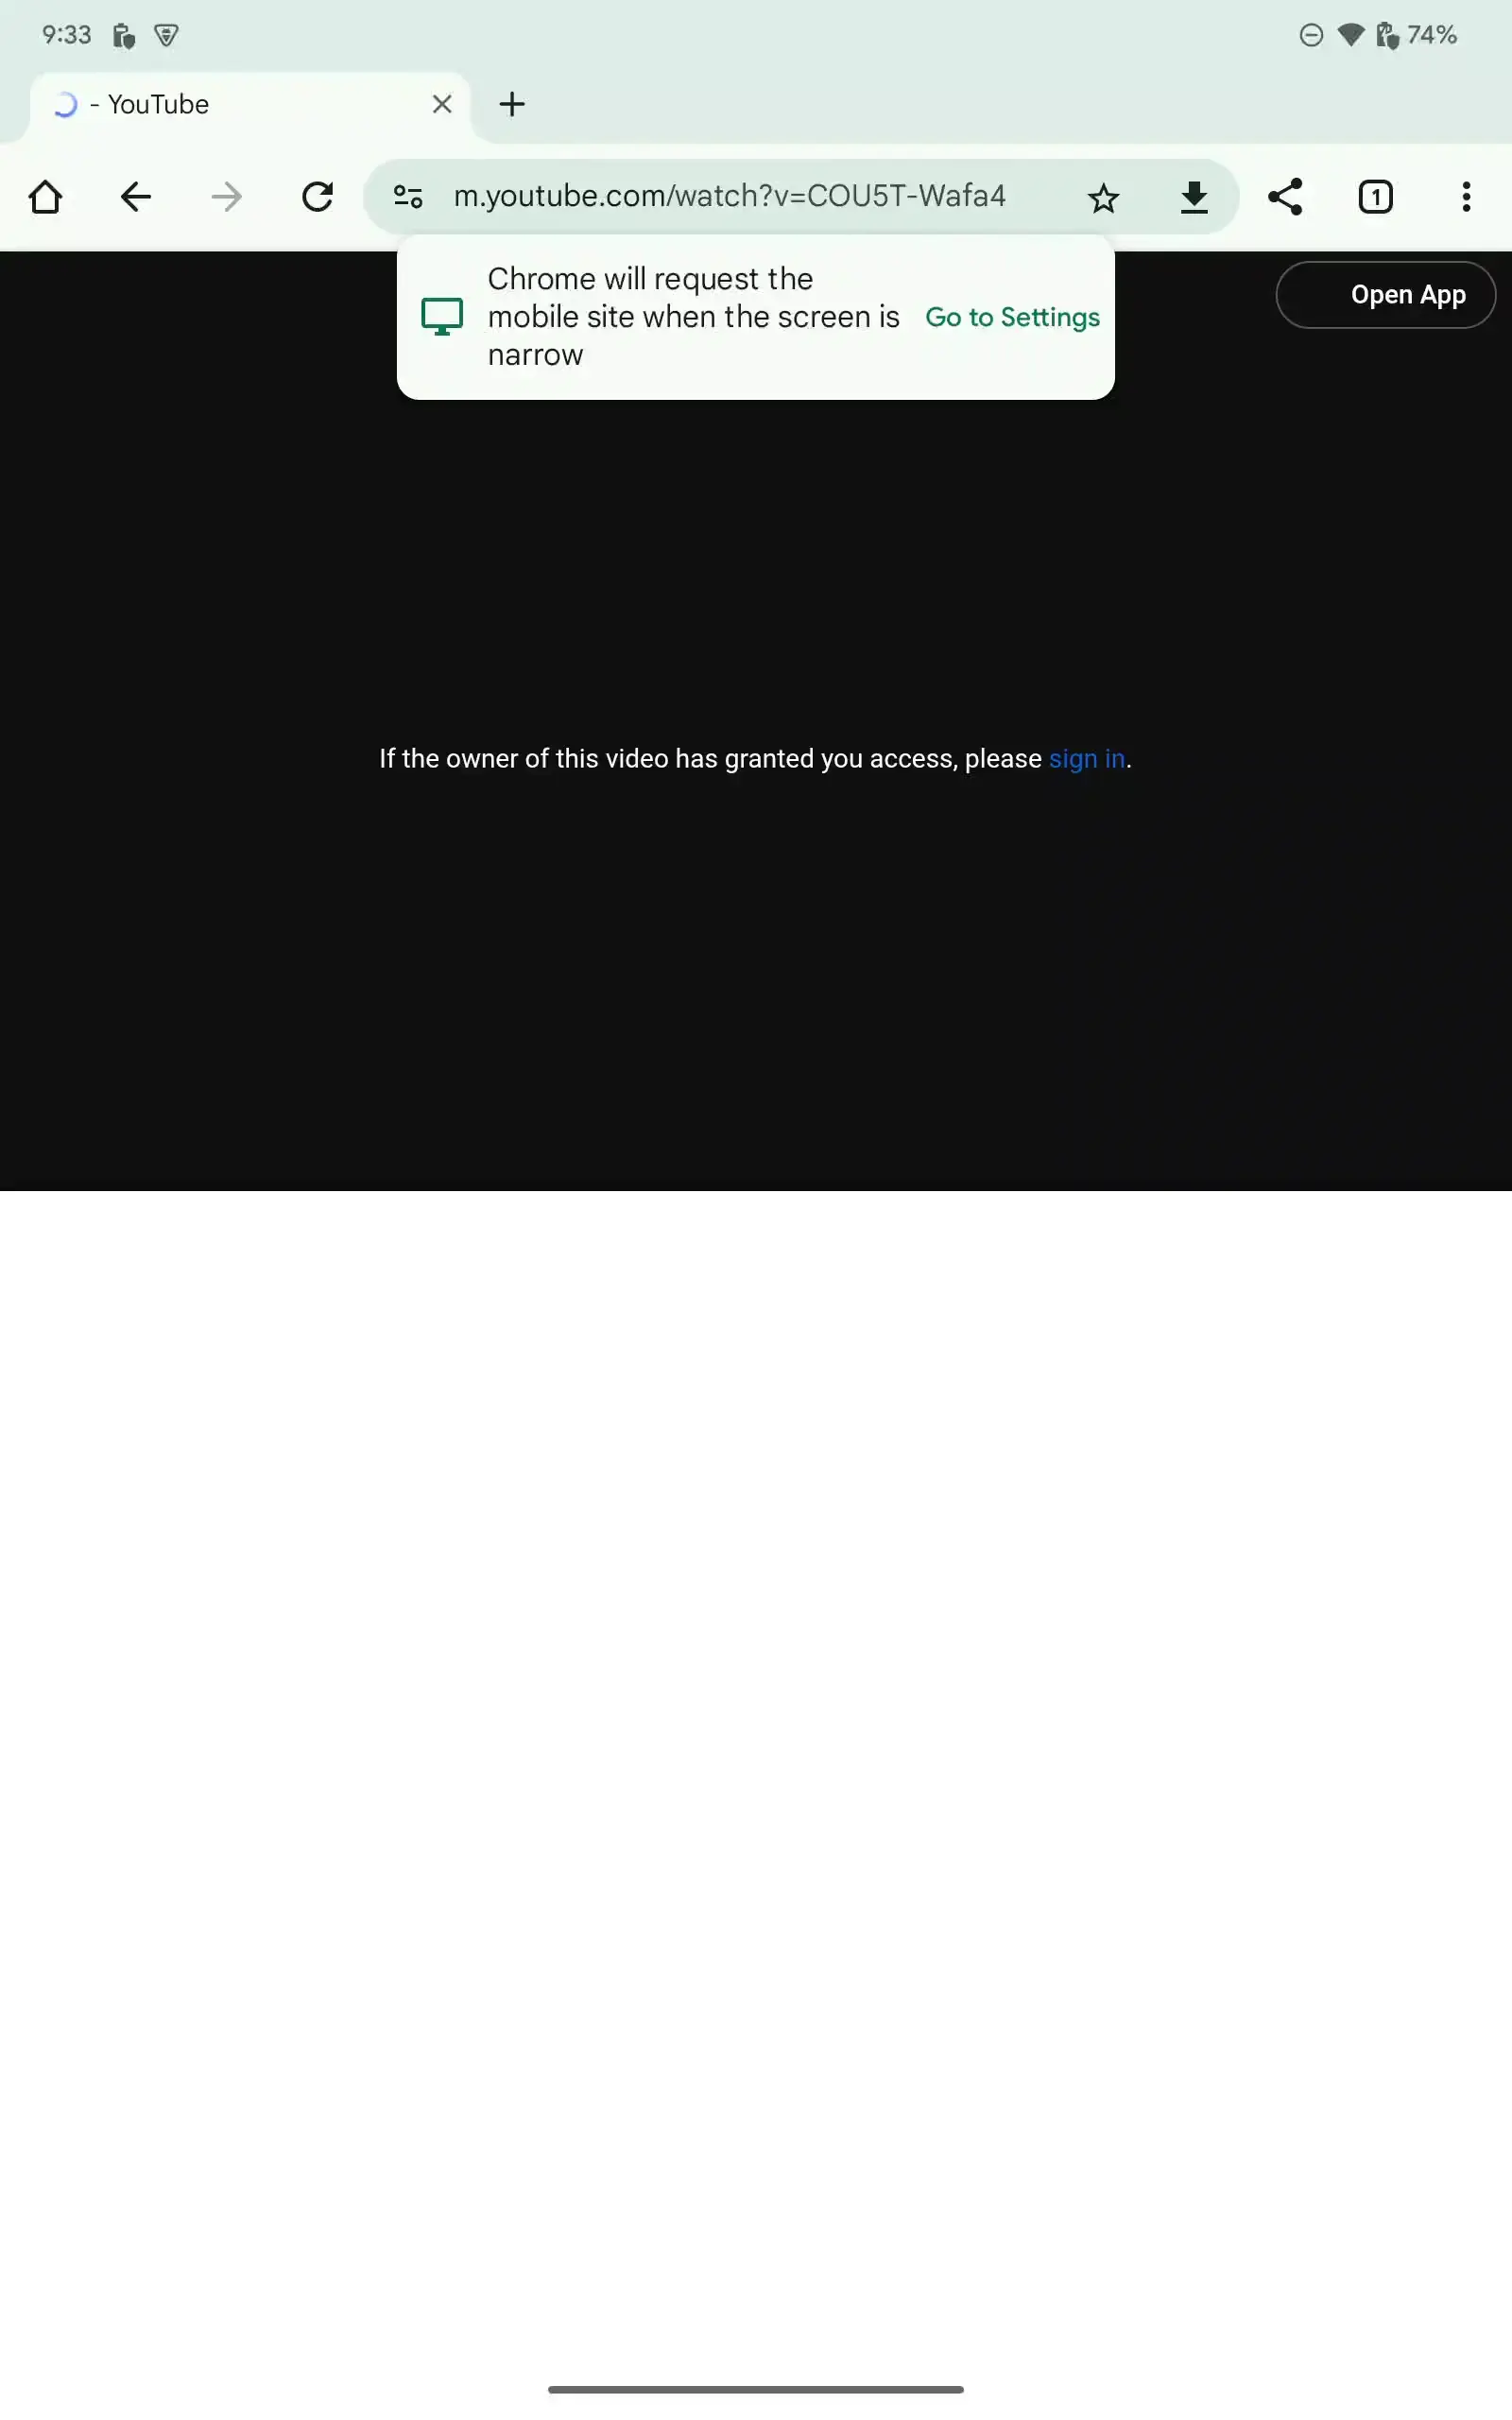 9:33
74%
- YouTube
m.youtube.com/watch?v=COU5T-Wafa4
1
Chrome will request the
mobile site when the screen is
narrow
Go to Settings
Open App
If the owner of this video has granted you access, please sign in.